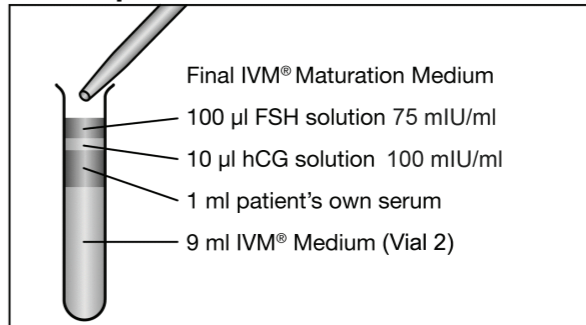 Final IVM® Maturation Medium
100 µl FSH solution 75 mIU/ml
10 µl hCG solution 100 mIU/ml
1 ml patient's own serum
9 ml IVM® Medium (Vial 2)